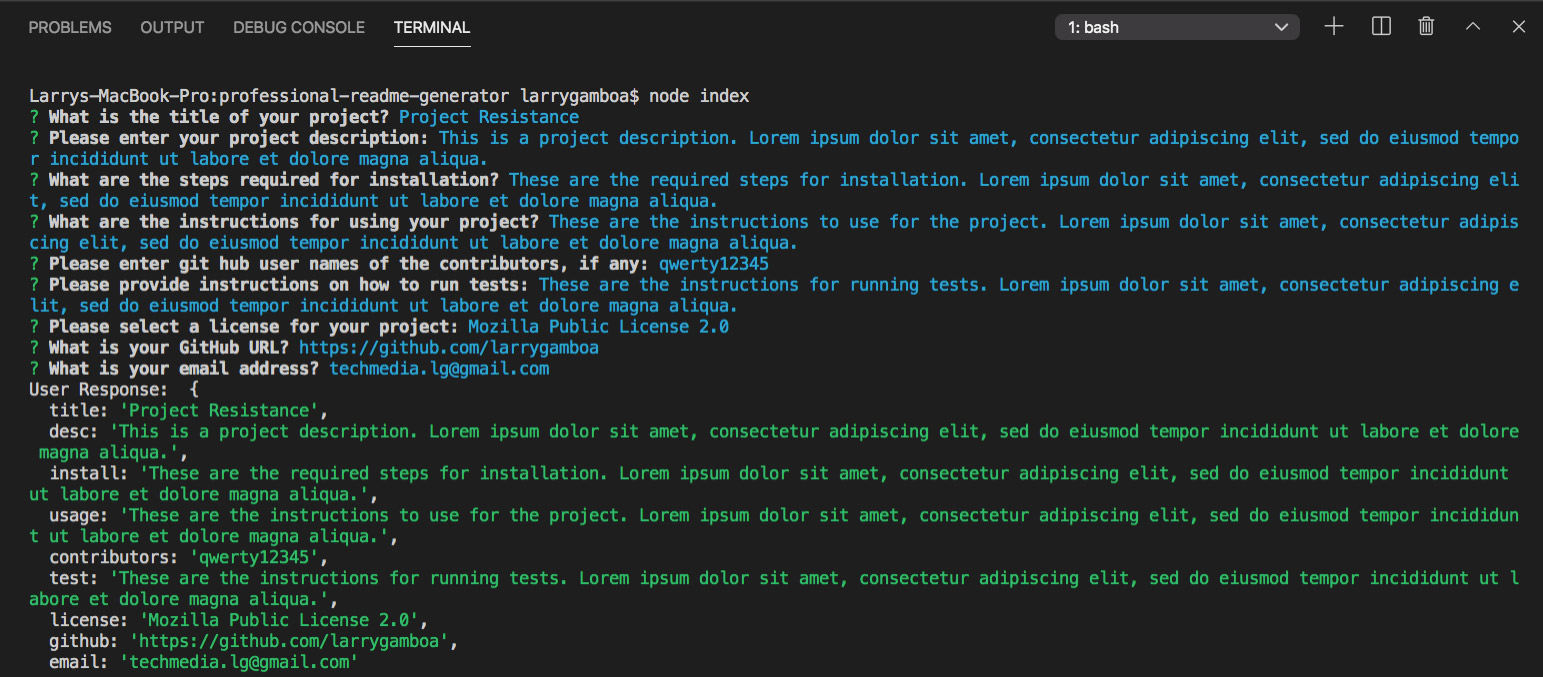 PROBLEMS OUTPUT DEBUG CONSOLE TERMINAL 1: bash
Larrys-MacBook-Pro:professional-readme-generator larrygamboa$ node index
? What is the title of your project? Project Resistance
? Please enter your project description: This is a project description. Lorem ipsum dolor sit amet, consectetur adipiscing elit, sed do eiusmod tempo
r incididunt ut labore et dolore magna aliqua.
? What are the steps required for installation? These are the required steps for installation. Lorem ipsum dolor sit amet, consectetur adipiscing eli
t, sed do eiusmod tempor incididunt ut labore et dolore magna aliqua.
? What are the instructions for using your project? These are the instructions to use for the project. Lorem ipsum dolor sit amet, consectetur adipis
cing elit, sed do eiusmod tempor incididunt ut labore et dolore magna aliqua.
? Please enter git hub user names of the contributors, if any: qwerty12345
? Please provide instructions on how to run tests: These are the instructions for running tests. Lorem ipsum dolor sit amet, consectetur adipiscing e
lit, sed do eiusmod tempor incididunt ut labore et dolore magna aliqua.
? Please select a license for your project: Mozilla Public License 2.0
? What is your GitHub URL? https://github.com/larrygamboa
? What is your email address? techmedia.lg@gmail.com
User Response:  {
  title: 'Project Resistance',
  desc: 'This is a project description. Lorem ipsum dolor sit amet, consectetur adipiscing elit, sed do eiusmod tempor incididunt ut labore et dolore
 magna aliqua.',
  install: 'These are the required steps for installation. Lorem ipsum dolor sit amet, consectetur adipiscing elit, sed do eiusmod tempor incididunt
ut labore et dolore magna aliqua.',
  usage: 'These are the instructions to use for the project. Lorem ipsum dolor sit amet, consectetur adipiscing elit, sed do eiusmod tempor incididun
t ut labore et dolore magna aliqua.',
  contributors: 'qwerty12345',
  test: 'These are the instructions for running tests. Lorem ipsum dolor sit amet, consectetur adipiscing elit, sed do eiusmod tempor incididunt ut l
abore et dolore magna aliqua.',
  license: 'Mozilla Public License 2.0',
  github: 'https://github.com/larrygamboa',
  email: 'techmedia.lg@gmail.com'